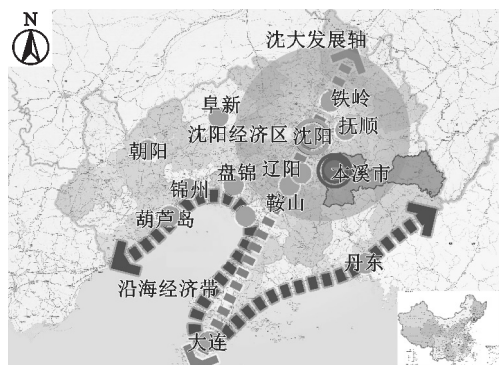 N
沈大发展轴
铁岭
阜新
沈阳经济区
沈阳
抚顺
朝阳
盘锦
辽阳
本溪市
锦州
鞍山
葫芦岛
丹东
沿海经济带
大连